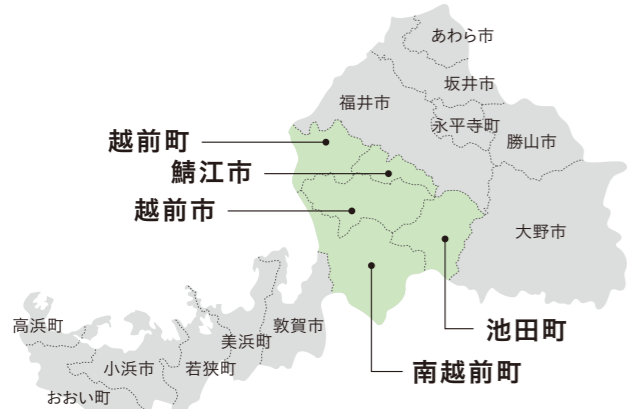 あわら市
坂井市
福井市
永平寺町
勝山市
越前町
鯖江市
越前市
大野市
池田町
南越前町
敦賀市
美浜町
高浜町
小浜市
若狭町
おおい町